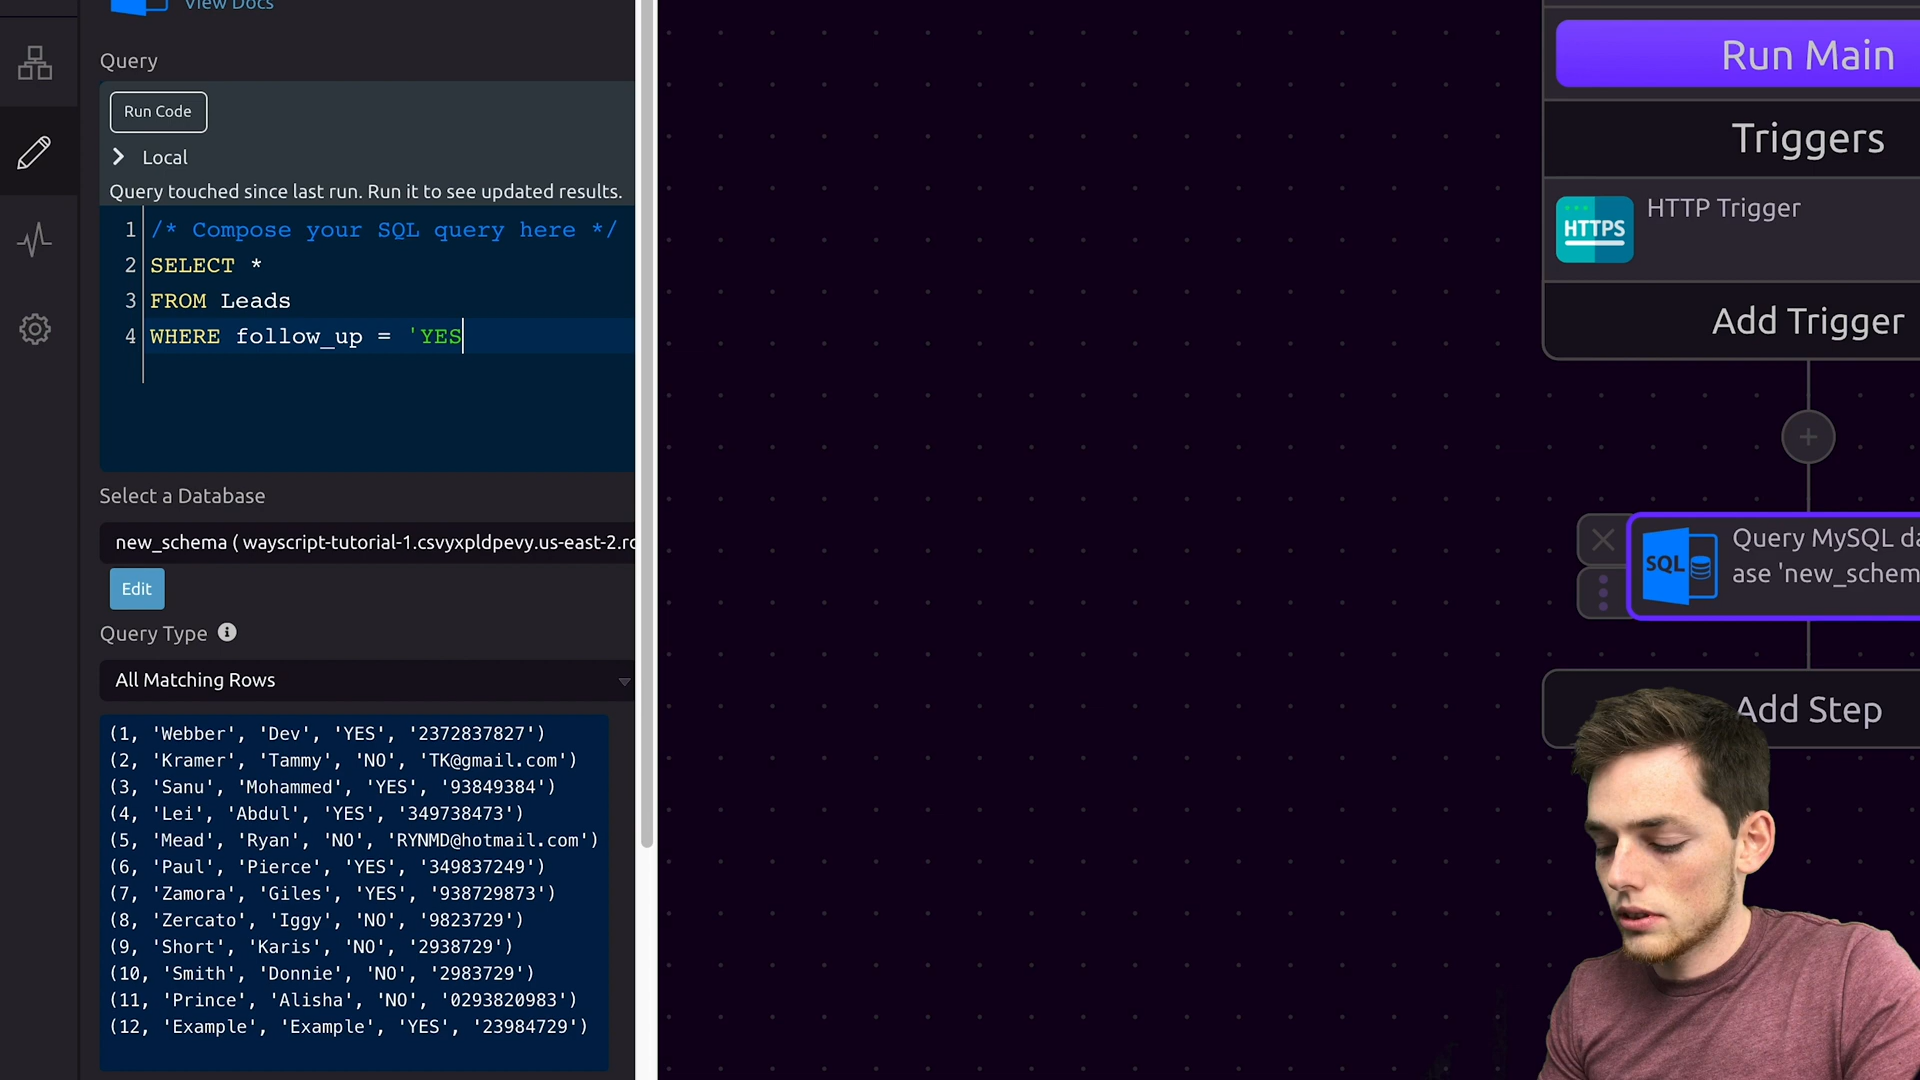 View Docs
Query
Run Code
Local
Query touched since last run. Run it to see updated results.
1 /* Compose your SQL query here */
2 SELECT *
3 FROM Leads
4 WHERE follow_up = 'YES
Select a Database
new_schema ( wayscript-tutorial-1.csvyxpldpevy.us-east-2.rd
Edit
Query Type
All Matching Rows
(1, 'Webber', 'Dev', 'YES', '2372837827')
(2, 'Kramer', 'Tammy', 'NO', 'TK@gmail.com')
(3, 'Sanu', 'Mohammed', 'YES', '93849384')
(4, 'Lei', 'Abdul', 'YES', '349738473')
(5, 'Mead', 'Ryan', 'NO', 'RYNMD@hotmail.com')
(6, 'Paul', 'Pierce', 'YES', '349837249')
(7, 'Zamora', 'Giles', 'YES', '938729873')
(8, 'Zercato', 'Iggy', 'NO', '9823729')
(9, 'Short', 'Karis', 'NO', '2938729')
(10, 'Smith', 'Donnie', 'NO', '2983729')
(11, 'Prince', 'Alisha', 'NO', '0293820983')
(12, 'Example', 'Example', 'YES', '23984729')
Run Main
Triggers
HTTPS
HTTP Trigger
Add Trigger
SQL
Query MySQL da
ase 'new_schem
Add Step